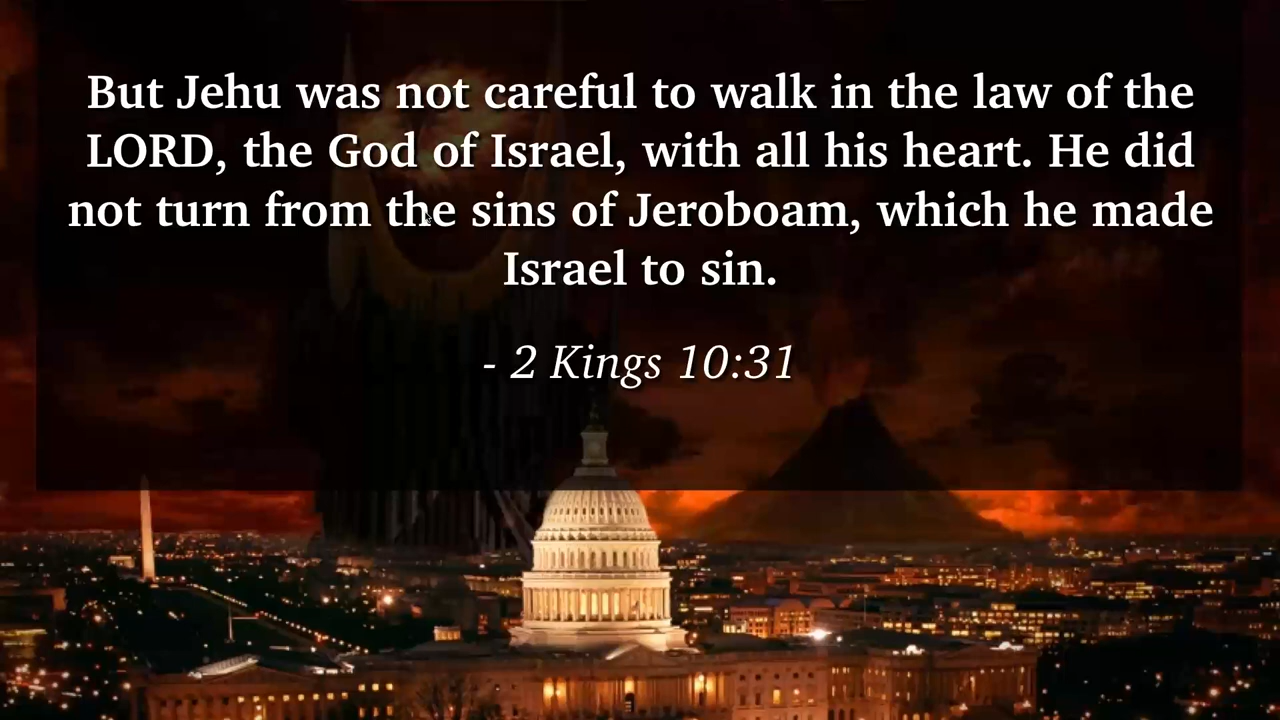 But Jehu was not careful to walk in the law of the
LORD, the God of Israel, with all his heart. He did
not turn from the sins of Jeroboam, which he made
Israel to sin.
- 2 Kings 10:31